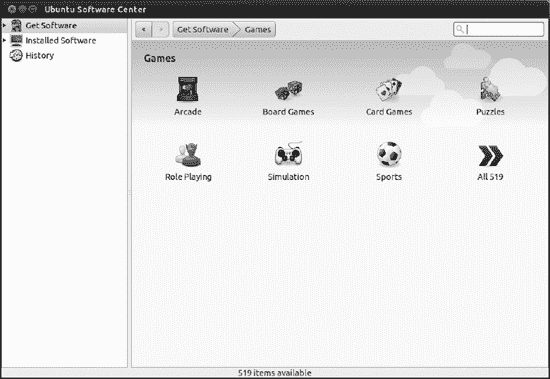 Ubuntu Software Center
Get Software
Installed Software
History
Get Software
Games
Games
Arcade
Board Games
Card Games
Puzzles
Role Playing
Simulation
Sports
All 519
519 items available